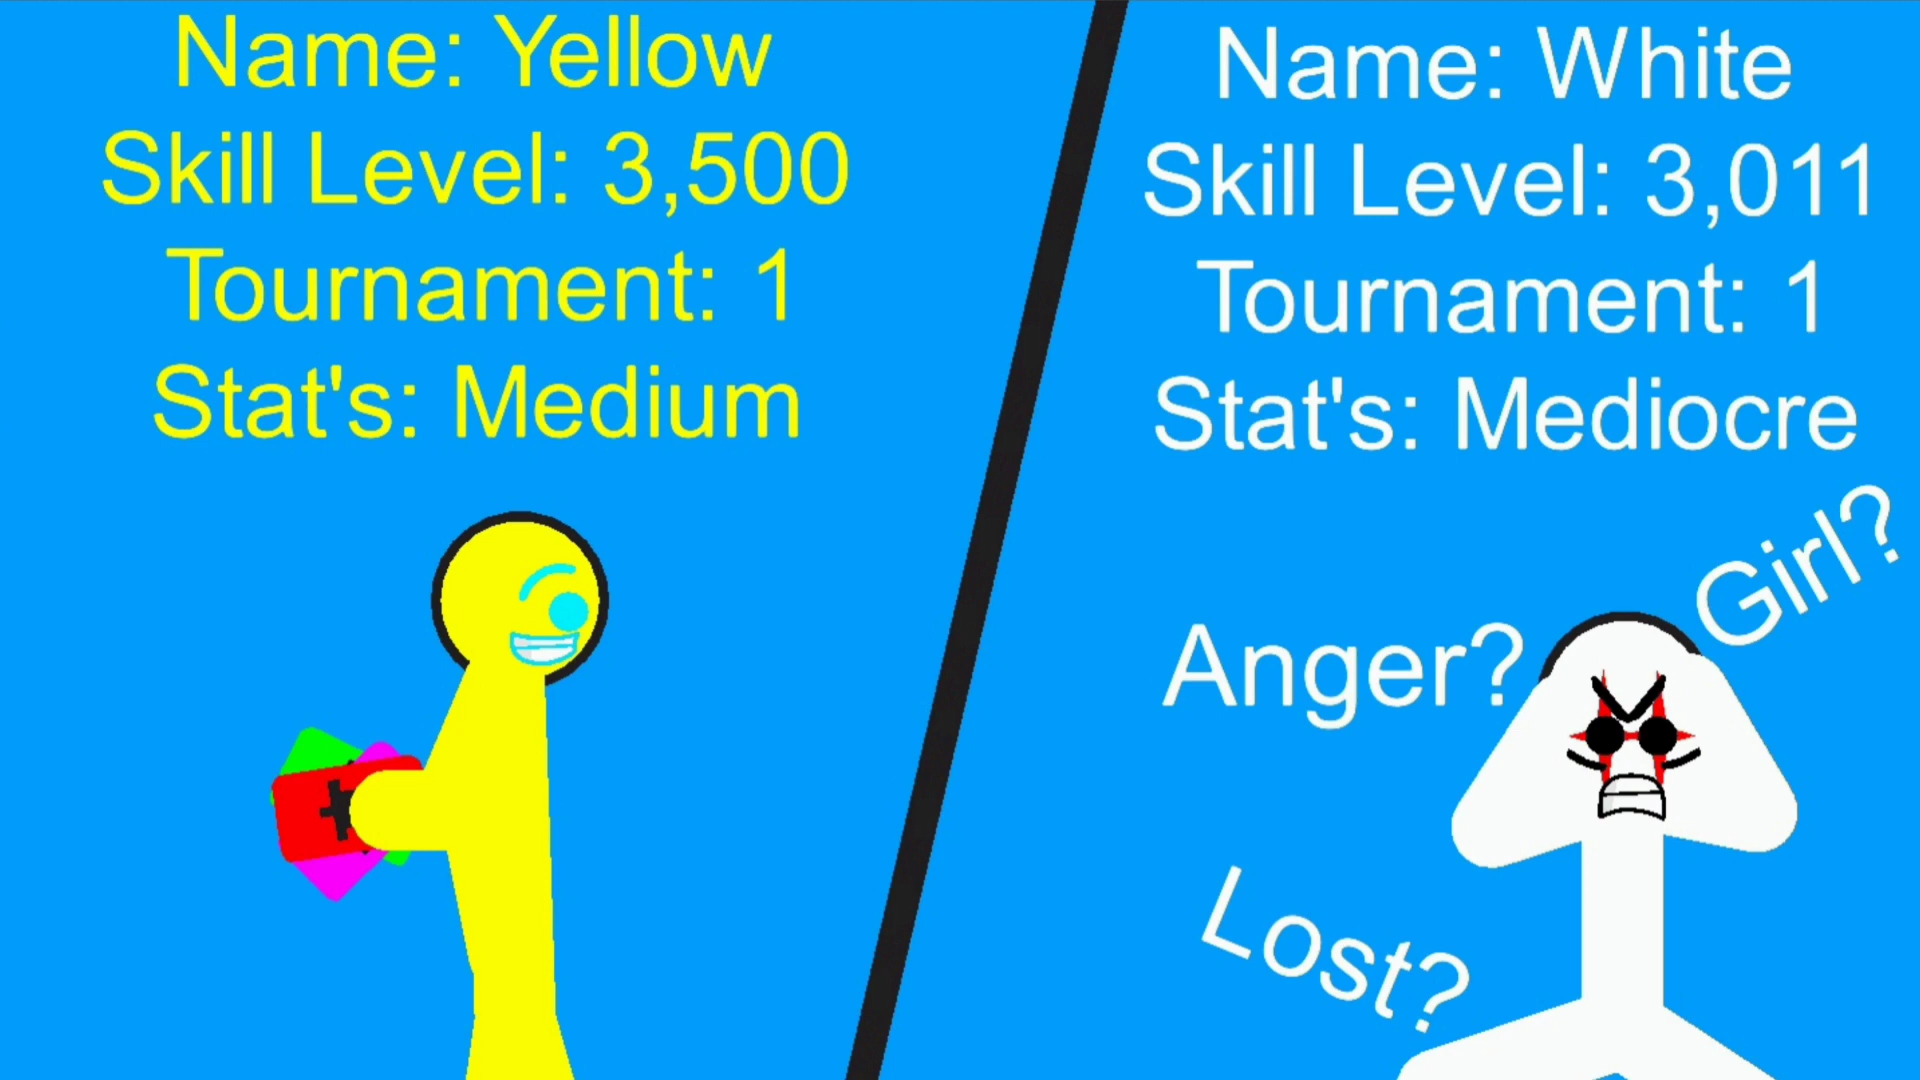 Name: Yellow
Skill Level: 3,500
Tournament: 1
Stat's: Medium
Name: White
Skill Level: 3,011
Tournament: 1
Stat's: Mediocre
Girl?
Anger?
Lost?